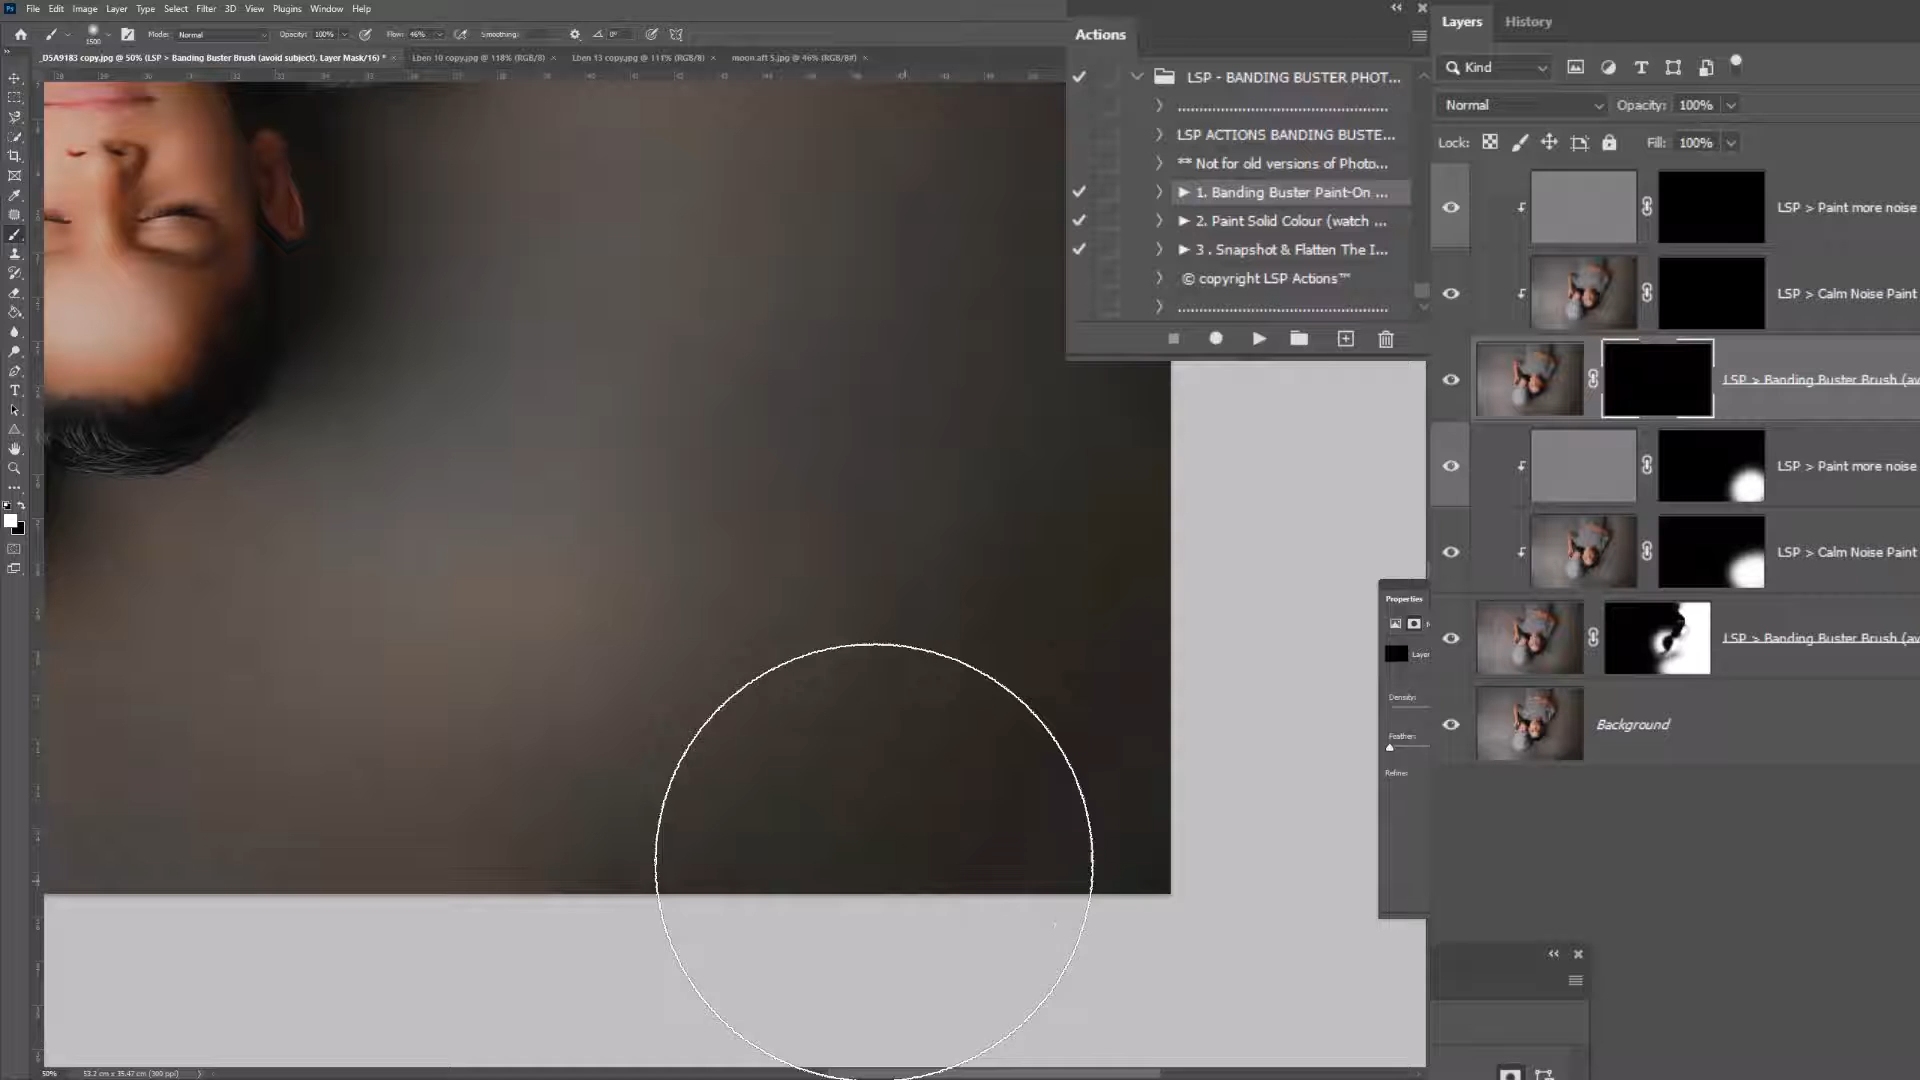 Ps File Edit Image Layer Type Select Filter 3D View Plugins Window Help
1500 Mode: Normal Opacity: 100% Flow: 46% Smoothing: 0°
_D5A9183 copy.jpg @ 50% (LSP > Banding Buster Brush (avoid subject), Layer Mask/16) * ×
Lben 10 copy.jpg @ 118% (RGB/8) ×
Lben 13 copy.jpg @ 111% (RGB/8) ×
moon aft 5.jpg @ 46% (RGB/8#) ×
Actions
LSP - BANDING BUSTER PHOT...
LSP ACTIONS BANDING BUSTE...
** Not for old versions of Photo...
▶ 1. Banding Buster Paint-On ...
▶ 2. Paint Solid Colour (watch ...
▶ 3 . Snapshot & Flatten The I...
© copyright LSP Actions™
Layers History
Kind
Normal Opacity: 100%
Lock: Fill: 100%
LSP > Paint more noise
LSP > Calm Noise Paint
LSP > Banding Buster Brush (av
LSP > Paint more noise
LSP > Calm Noise Paint
LSP > Banding Buster Brush (av
Background
Properties
Layer
Density:
Feather:
Refine:
50% 53.2 cm x 35.47 cm (300 ppi)